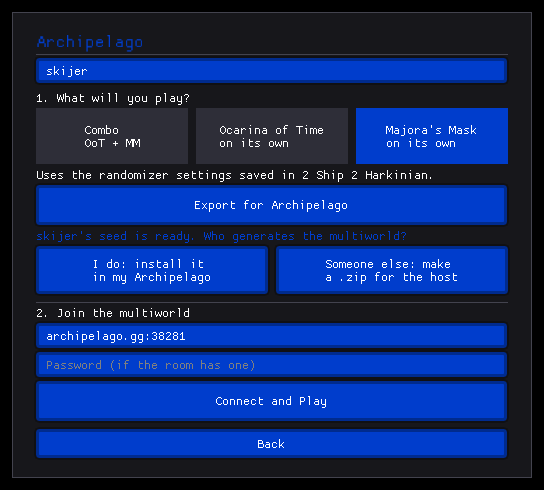 Archipelago
skijer
1. What will you play?
Combo
OoT + MM
Ocarina of Time
on its own
Majora's Mask
on its own
Uses the randomizer settings saved in 2 Ship 2 Harkinian.
Export for Archipelago
skijer's seed is ready. Who generates the multiworld?
I do: install it
in my Archipelago
Someone else: make
a .zip for the host
2. Join the multiworld
archipelago.gg:38281
Password (if the room has one)
Connect and Play
Back